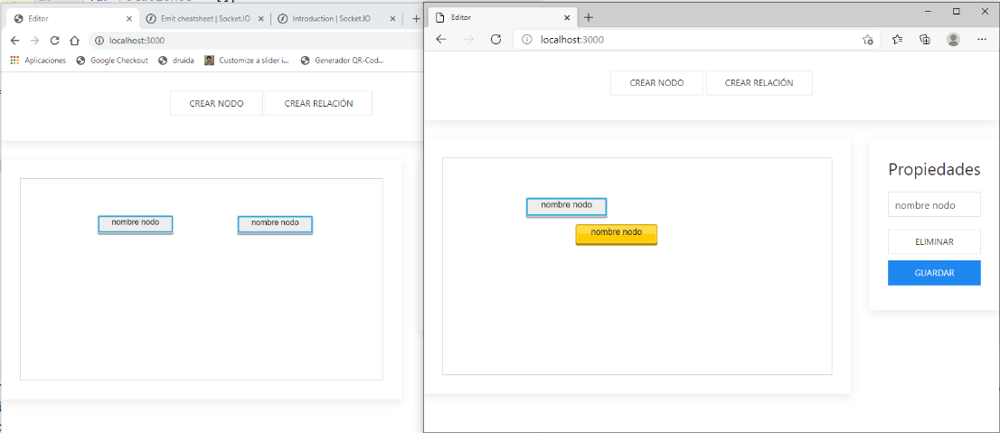 Editor
Emit cheatsheet | Socket.IO
Introduction | Socket.IO
localhost:3000
Aplicaciones
Google Checkout
druida
Customize a slider i...
Generador QR-Cod...
CREAR NODO
CREAR RELACIÓN
nombre nodo
nombre nodo
Editor
localhost:3000
CREAR NODO
CREAR RELACIÓN
nombre nodo
nombre nodo
Propiedades
nombre nodo
ELIMINAR
GUARDAR